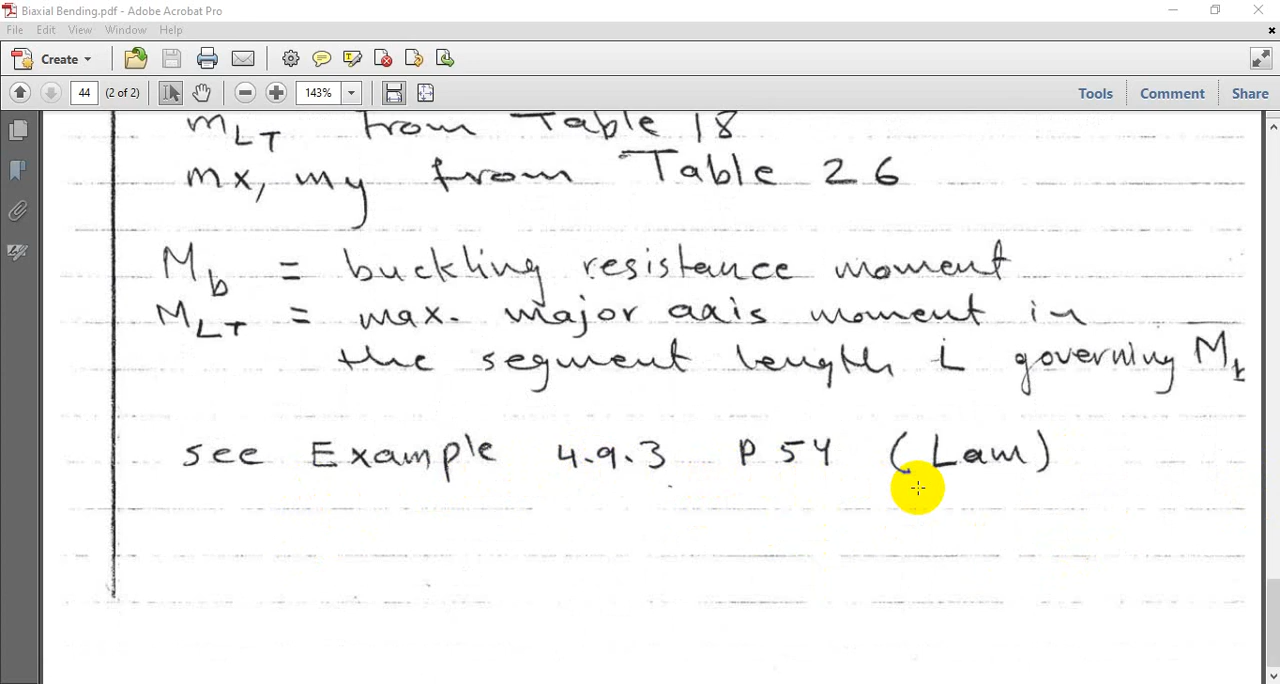 Biaxial Bending.pdf - Adobe Acrobat Pro
File Edit View Window Help
Create
44 (2 of 2) 143% Tools Comment Share
mLT from Table 18
mx, my from Table 26
Mb = buckling resistance moment
MLT = max. major axis moment in
the segment length L governing Mb
see Example 4.9.3 P 54 (Lam)